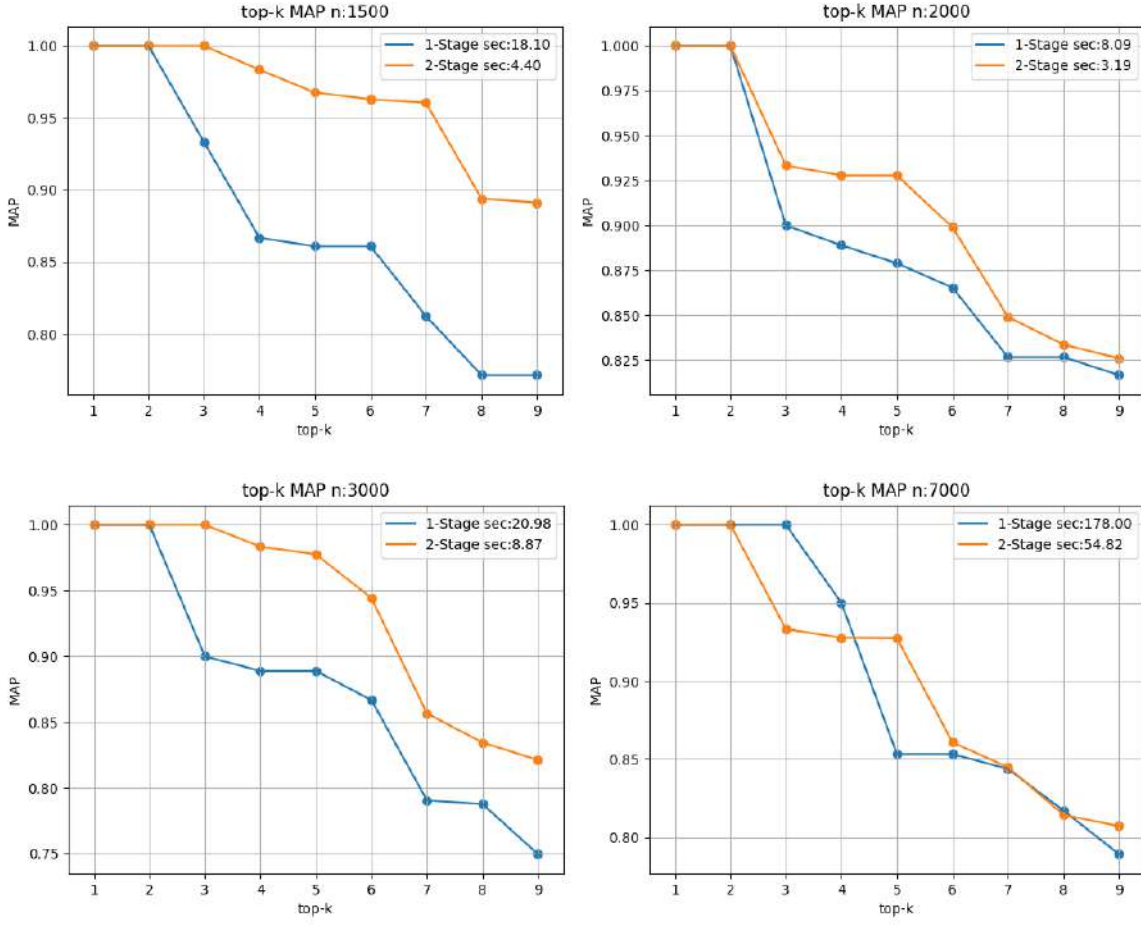 top-k MAP n:1500
1-Stage sec:18.10
2-Stage sec:4.40
1.00
0.95
0.90
0.85
0.80
MAP
1 2 3 4 5 6 7 8 9
top-k
top-k MAP n:2000
1-Stage sec:8.09
2-Stage sec:3.19
1.000
0.975
0.950
0.925
0.900
0.875
0.850
0.825
MAP
1 2 3 4 5 6 7 8 9
top-k
top-k MAP n:3000
1-Stage sec:20.98
2-Stage sec:8.87
1.00
0.95
0.90
0.85
0.80
0.75
MAP
1 2 3 4 5 6 7 8 9
top-k
top-k MAP n:7000
1-Stage sec:178.00
2-Stage sec:54.82
1.00
0.95
0.90
0.85
0.80
MAP
1 2 3 4 5 6 7 8 9
top-k